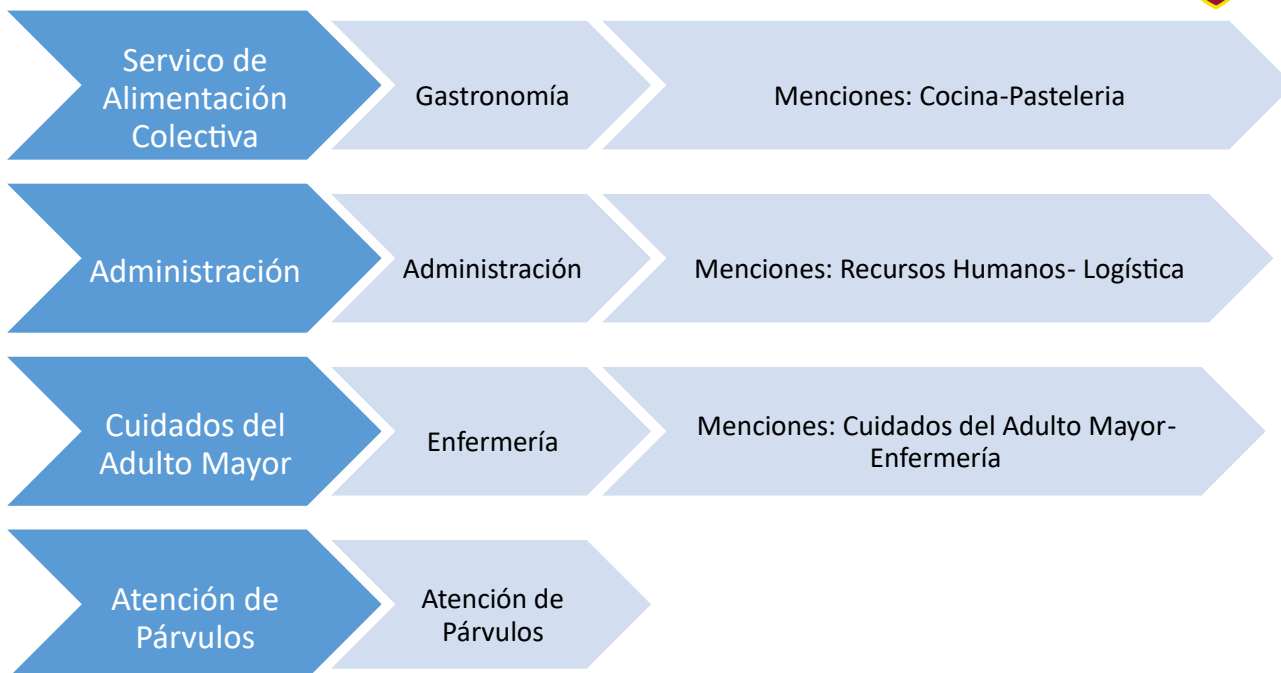 Servico de
Alimentación
Colectiva
Gastronomía
Menciones: Cocina-Pasteleria
Administración
Administración
Menciones: Recursos Humanos- Logística
Cuidados del
Adulto Mayor
Enfermería
Menciones: Cuidados del Adulto Mayor-
Enfermería
Atención de
Párvulos
Atención de
Párvulos